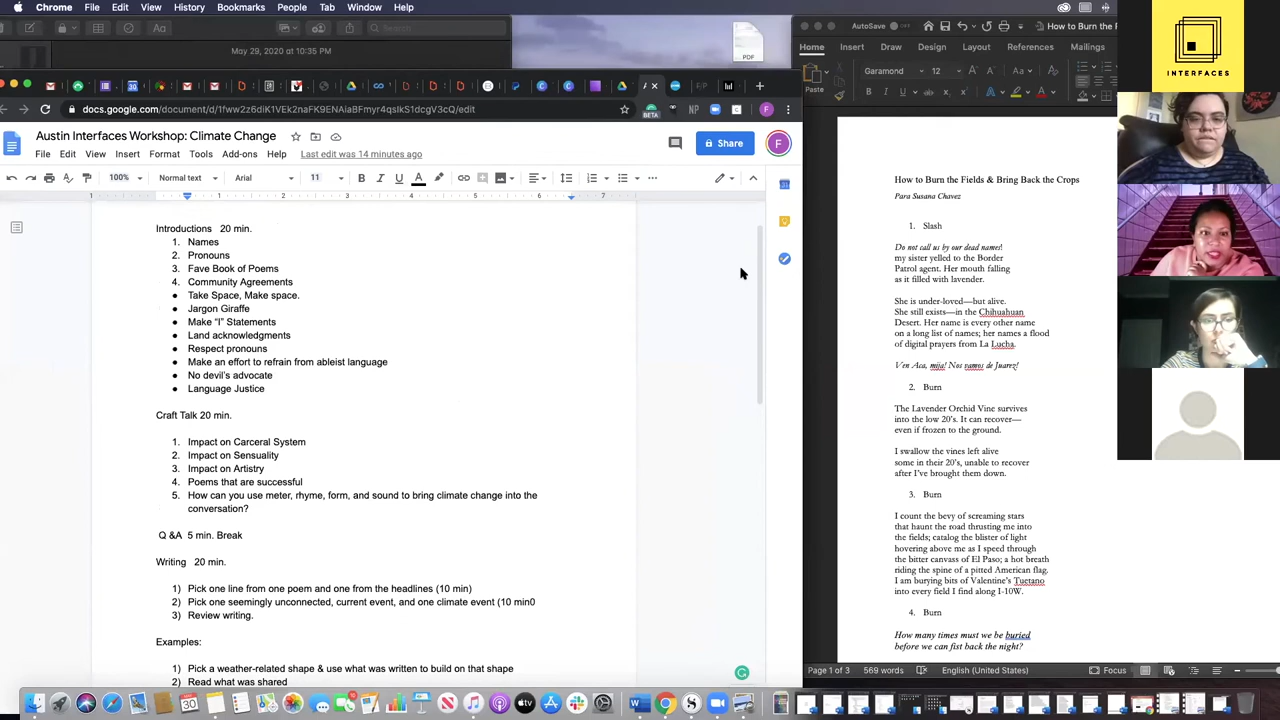 Chrome File Edit View History Bookmarks People Tab Window Help
May 29, 2020 at 10:35 PM
PDF
docs.google.com/document/d/1fww2z6diK1VEk2naRK9ENAIaBFmys4gnsIkS1dcgV3cQ/edit
BETA
Austin Interfaces Workshop: Climate Change
Share
F
File Edit View Insert Format Tools Add-ons Help Last edit was 14 minutes ago
100% Normal text Arial 11 B I U A
Introductions 20 min.
1. Names
2. Pronouns
3. Fave Book of Poems
4. Community Agreements
● Take Space, Make space.
● Jargon Giraffe
● Make “I” Statements
● Land acknowledgments
● Respect pronouns
● Make an effort to refrain from ableist language
● No devil's advocate
● Language Justice
Craft Talk 20 min.
1. Impact on Carceral System
2. Impact on Sensuality
3. Impact on Artistry
4. Poems that are successful
5. How can you use meter, rhyme, form, and sound to bring climate change into the
conversation?
Q &A 5 min. Break
Writing 20 min.
1) Pick one line from one poem and one from the headlines (10 min)
2) Pick one seemingly unconnected, current event, and one climate event (10 min0
3) Review writing.
Examples:
1) Pick a weather-related shape & use what was written to build on that shape
2) Read what was shared
AutoSave OFF How to Burn the F
Home Insert Draw Design Layout References Mailings
Paste
Garamond 12
How to Burn the Fields & Bring Back the Crops
Para Susana Chavez
1. Slash
Do not call us by our dead names!
my sister yelled to the Border
Patrol agent. Her mouth falling
as it filled with lavender.
She is under-loved—but alive.
She still exists—in the Chihuahuan
Desert. Her name is every other name
on a long list of names; her names a flood
of digital prayers from La Lucha.
Ven Aca, mija! Nos vamos de Juarez!
2. Burn
The Lavender Orchid Vine survives
into the low 20's. It can recover—
even if frozen to the ground.
I swallow the vines left alive
some in their 20's, unable to recover
after I've brought them down.
3. Burn
I count the bevy of screaming stars
that haunt the road thrusting me into
the fields; catalog the blister of light
hovering above me as I speed through
the bitter canvass of El Paso; a hot breath
riding the spine of a pitted American flag.
I am burying bits of Valentine's Tuetano
into every field I find along I-10W.
4. Burn
How many times must we be buried
before we can fist back the night?
Page 1 of 3 569 words English (United States) Focus
INTERFACES